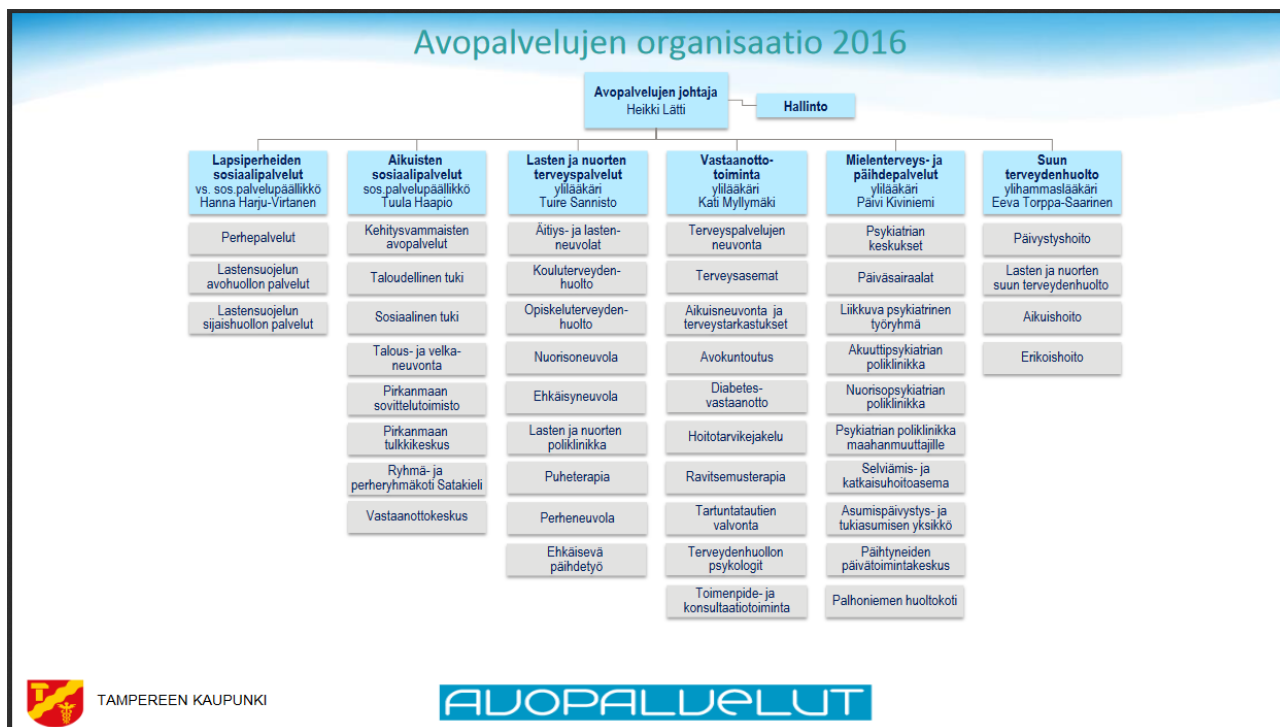 Avopalvelujen organisaatio 2016
Avopalvelujen johtaja
Heikki Lätti
Hallinto
Lapsiperheiden
sosiaalipalvelut
vs. sos.palvelupäällikkö
Hanna Harju-Virtanen
Perhepalvelut
Lastensuojelun
avohuollon palvelut
Lastensuojelun
sijaishuollon palvelut
Aikuisten
sosiaalipalvelut
sos.palvelupäällikkö
Tuula Haapio
Kehitysvammaisten
avopalvelut
Taloudellinen tuki
Sosiaalinen tuki
Talous- ja velka-
neuvonta
Pirkanmaan
sovittelutoimisto
Pirkanmaan
tulkkikeskus
Ryhmä- ja
perheryhmäkoti Satakieli
Vastaanottokeskus
Lasten ja nuorten
terveyspalvelut
ylilääkäri
Tuire Sannisto
Äitiys- ja lasten-
neuvolat
Kouluterveyden-
huolto
Opiskeluterveyden-
huolto
Nuorisoneuvola
Ehkäisyneuvola
Lasten ja nuorten
poliklinikka
Puheterapia
Perheneuvola
Ehkäisevä
päihdetyö
Vastaanotto-
toiminta
ylilääkäri
Kati Myllymäki
Terveyspalvelujen
neuvonta
Terveysasemat
Aikuisneuvonta ja
terveystarkastukset
Avokuntoutus
Diabetes-
vastaanotto
Hoitotarvikejakelu
Ravitsemusterapia
Tartuntatautien
valvonta
Terveydenhuollon
psykologit
Toimenpide- ja
konsultaatiotoiminta
Mielenterveys- ja
päihdepalvelut
ylilääkäri
Päivi Kiviniemi
Psykiatrian
keskukset
Päiväsairaalat
Liikkuva psykiatrinen
työryhmä
Akuuttipsykiatrian
poliklinikka
Nuorisopsykiatrian
poliklinikka
Psykiatrian poliklinikka
maahanmuuttajille
Selviämis- ja
katkaisuhoitoasema
Asumispäivystys- ja
tukiasumisen yksikkö
Päihtyneiden
päivätoimintakeskus
Palhoniemen huoltokoti
Suun
terveydenhuolto
ylihammaslääkäri
Eeva Torppa-Saarinen
Päivystyshoito
Lasten ja nuorten
suun terveydenhuolto
Aikuishoito
Erikoishoito
TAMPEREEN KAUPUNKI
AVOPALVELUT